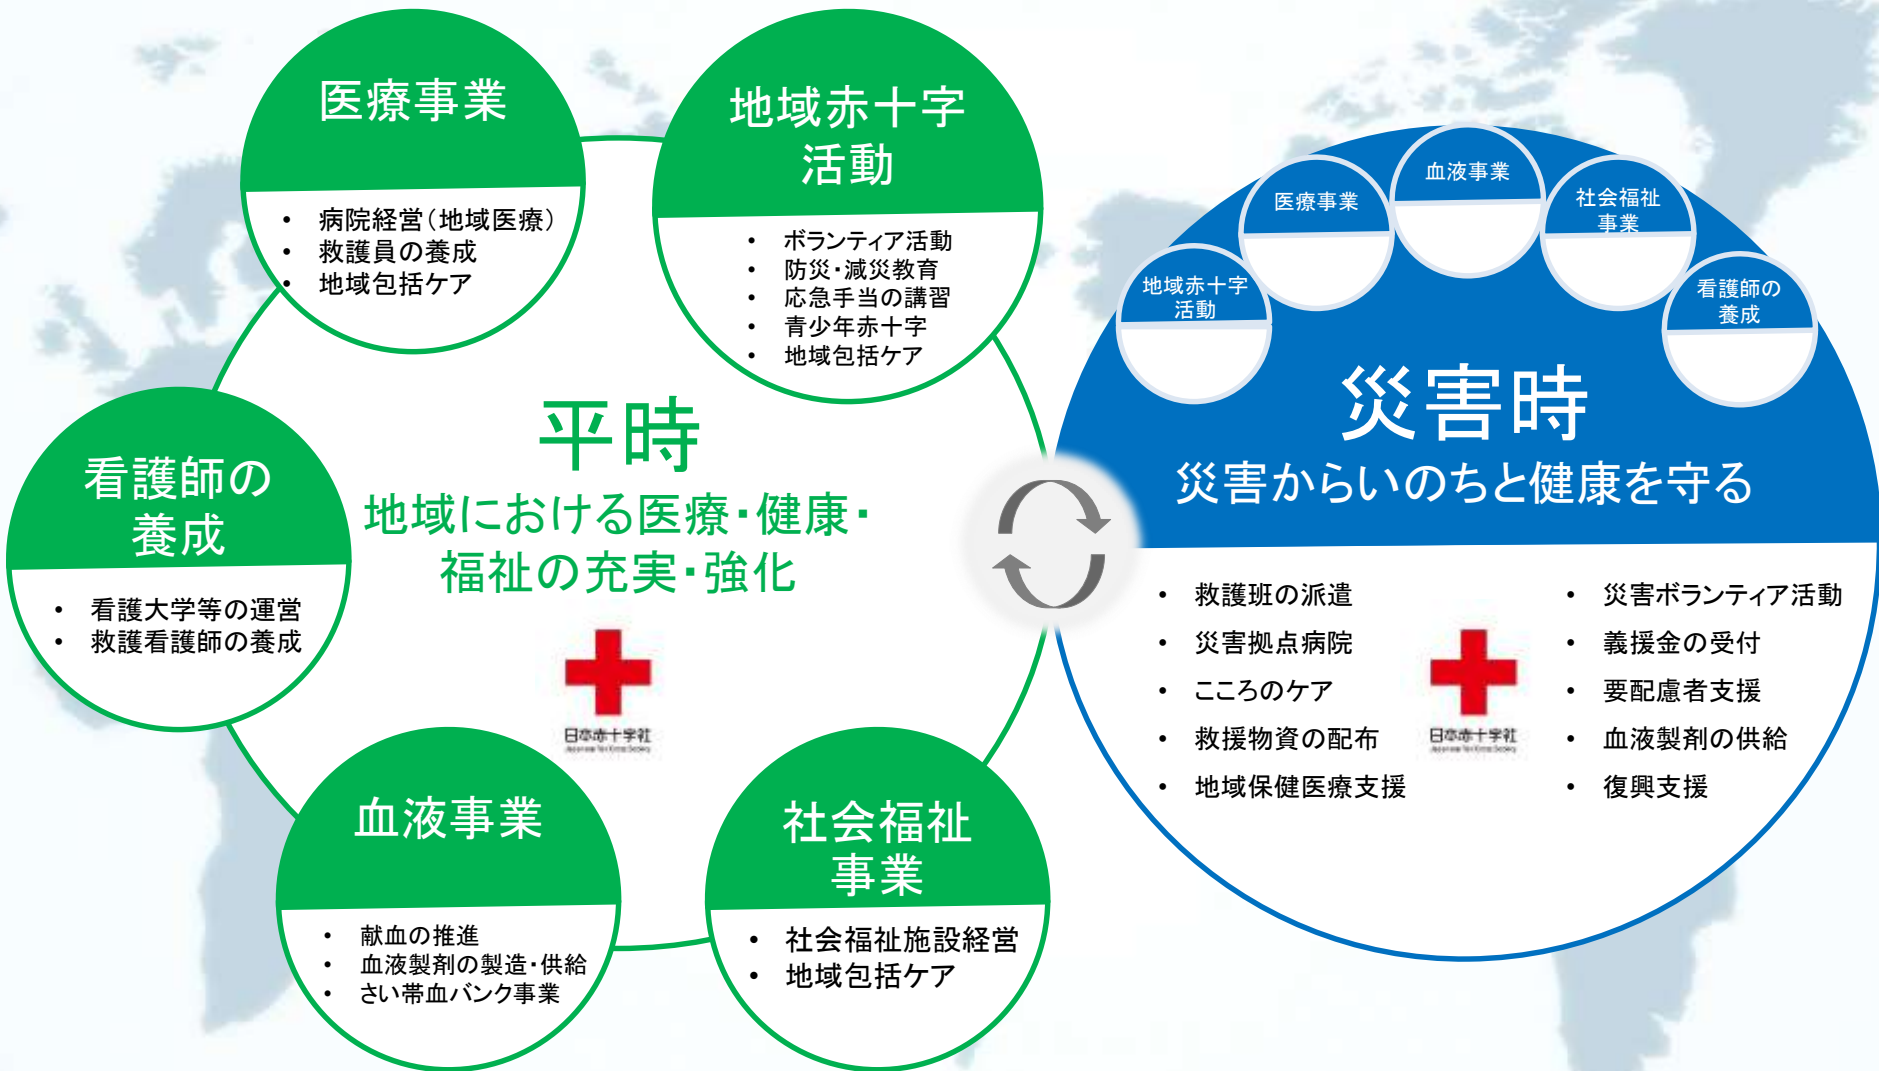 医療事業
• 病院経営（地域医療）
• 救護員の養成
• 地域包括ケア
地域赤十字
活動
• ボランティア活動
• 防災・減災教育
• 応急手当の講習
• 青少年赤十字
• 地域包括ケア
看護師の
養成
• 看護大学等の運営
• 救護看護師の養成
平時
地域における医療・健康・
福祉の充実・強化
日本赤十字社
血液事業
• 献血の推進
• 血液製剤の製造・供給
• さい帯血バンク事業
社会福祉
事業
• 社会福祉施設経営
• 地域包括ケア
地域赤十字
活動
医療事業
血液事業
社会福祉
事業
看護師の
養成
災害時
災害からいのちと健康を守る
• 救護班の派遣
• 災害拠点病院
• こころのケア
• 救援物資の配布
• 地域保健医療支援
日本赤十字社
• 災害ボランティア活動
• 義援金の受付
• 要配慮者支援
• 血液製剤の供給
• 復興支援